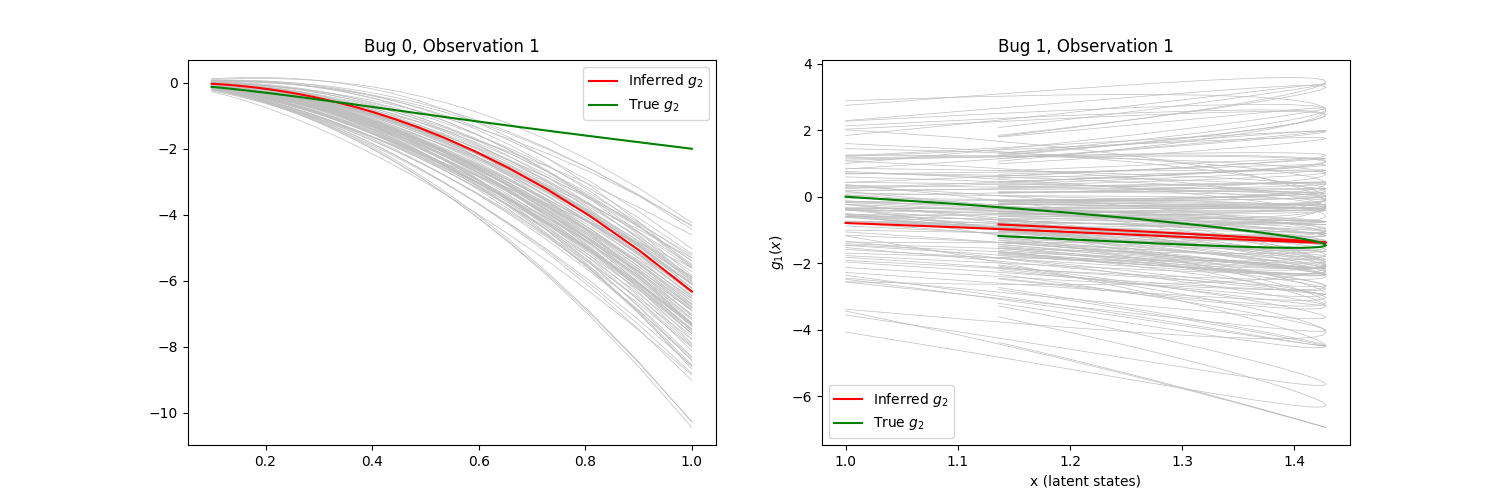 Bug 0, Observation 1
Inferred g₂
True g₂
0
−2
−4
−6
−8
−10
0.2
0.4
0.6
0.8
1.0
Bug 1, Observation 1
Inferred g₂
True g₂
4
2
0
−2
−4
−6
g₁(x)
1.0
1.1
1.2
1.3
1.4
x (latent states)